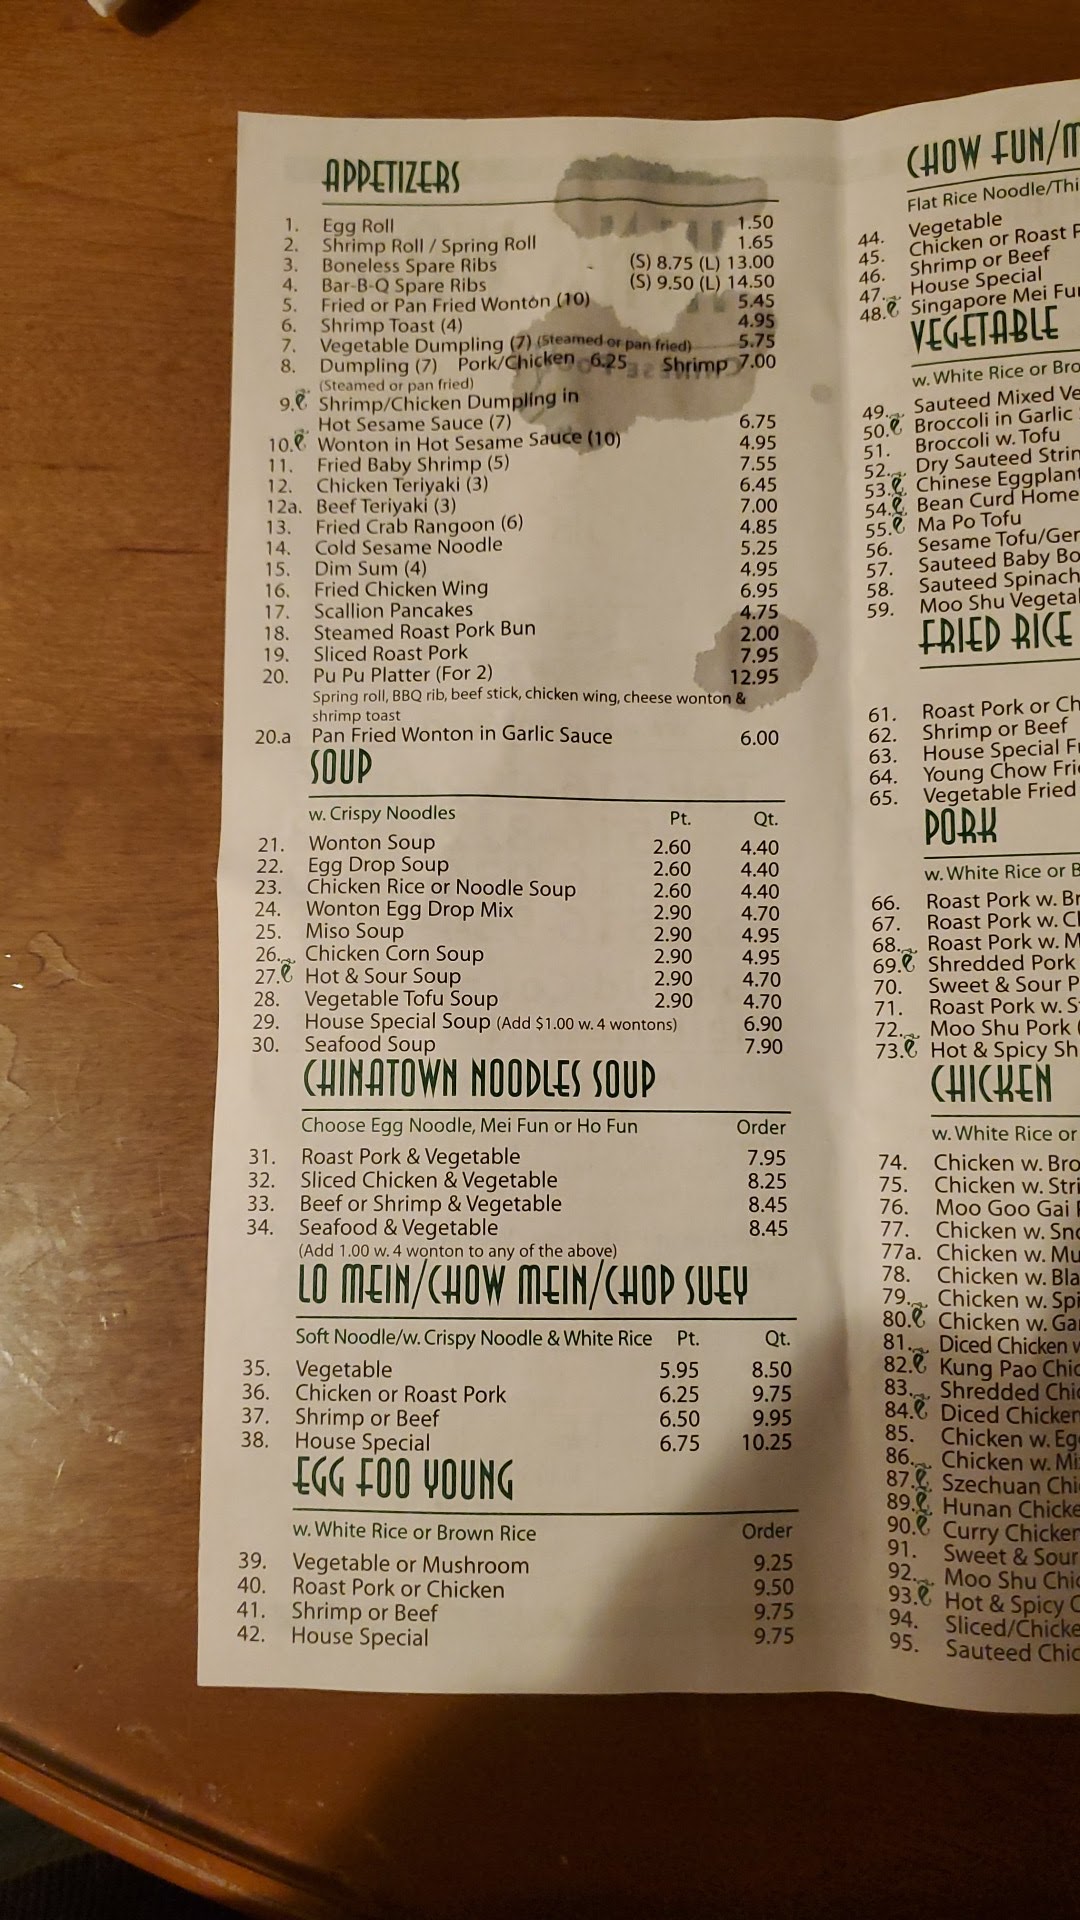 APPETIZERS
1. Egg Roll 1.50
2. Shrimp Roll / Spring Roll 1.65
3. Boneless Spare Ribs (S) 8.75 (L) 13.00
4. Bar-B-Q Spare Ribs (S) 9.50 (L) 14.50
5. Fried or Pan Fried Wonton (10) 5.45
6. Shrimp Toast (4) 4.95
7. Vegetable Dumpling (7) (Steamed or pan fried) 5.75
8. Dumpling (7) Pork/Chicken 6.25 Shrimp 7.00
(Steamed or pan fried)
9. Shrimp/Chicken Dumpling in
Hot Sesame Sauce (7) 6.75
10. Wonton in Hot Sesame Sauce (10) 4.95
11. Fried Baby Shrimp (5) 7.55
12. Chicken Teriyaki (3) 6.45
12a. Beef Teriyaki (3) 7.00
13. Fried Crab Rangoon (6) 4.85
14. Cold Sesame Noodle 5.25
15. Dim Sum (4) 4.95
16. Fried Chicken Wing 6.95
17. Scallion Pancakes 4.75
18. Steamed Roast Pork Bun 2.00
19. Sliced Roast Pork 7.95
20. Pu Pu Platter (For 2) 12.95
Spring roll, BBQ rib, beef stick, chicken wing, cheese wonton &
shrimp toast
20.a Pan Fried Wonton in Garlic Sauce 6.00
SOUP
w. Crispy Noodles Pt. Qt.
21. Wonton Soup 2.60 4.40
22. Egg Drop Soup 2.60 4.40
23. Chicken Rice or Noodle Soup 2.60 4.40
24. Wonton Egg Drop Mix 2.90 4.70
25. Miso Soup 2.90 4.95
26. Chicken Corn Soup 2.90 4.95
27. Hot & Sour Soup 2.90 4.70
28. Vegetable Tofu Soup 2.90 4.70
29. House Special Soup (Add $1.00 w. 4 wontons) 6.90
30. Seafood Soup 7.90
CHINATOWN NOODLES SOUP
Choose Egg Noodle, Mei Fun or Ho Fun Order
31. Roast Pork & Vegetable 7.95
32. Sliced Chicken & Vegetable 8.25
33. Beef or Shrimp & Vegetable 8.45
34. Seafood & Vegetable 8.45
(Add 1.00 w. 4 wonton to any of the above)
LO MEIN/CHOW MEIN/CHOP SUEY
Soft Noodle/w. Crispy Noodle & White Rice Pt. Qt.
35. Vegetable 5.95 8.50
36. Chicken or Roast Pork 6.25 9.75
37. Shrimp or Beef 6.50 9.95
38. House Special 6.75 10.25
EGG FOO YOUNG
w. White Rice or Brown Rice Order
39. Vegetable or Mushroom 9.25
40. Roast Pork or Chicken 9.50
41. Shrimp or Beef 9.75
42. House Special 9.75
CHOW FUN/M
Flat Rice Noodle/Thi
44. Vegetable
45. Chicken or Roast P
46. Shrimp or Beef
47. House Special
48. Singapore Mei Fu
VEGETABLE
w. White Rice or Bro
49. Sauteed Mixed Ve
50. Broccoli in Garlic
51. Broccoli w. Tofu
52. Dry Sauteed Strin
53. Chinese Eggplant
54. Bean Curd Home
55. Ma Po Tofu
56. Sesame Tofu/Ger
57. Sauteed Baby Bo
58. Sauteed Spinach
59. Moo Shu Vegetal
FRIED RICE
61. Roast Pork or Ch
62. Shrimp or Beef
63. House Special Fr
64. Young Chow Frie
65. Vegetable Fried
PORK
w. White Rice or B
66. Roast Pork w. Br
67. Roast Pork w. Cl
68. Roast Pork w. M
69. Shredded Pork
70. Sweet & Sour P
71. Roast Pork w. S
72. Moo Shu Pork (
73. Hot & Spicy Sh
CHICKEN
w. White Rice or
74. Chicken w. Bro
75. Chicken w. Stri
76. Moo Goo Gai P
77. Chicken w. Sno
77a. Chicken w. Mu
78. Chicken w. Bla
79. Chicken w. Spi
80. Chicken w. Gar
81. Diced Chicken w
82. Kung Pao Chic
83. Shredded Chic
84. Diced Chicken
85. Chicken w. Egg
86. Chicken w. Mi
87. Szechuan Chi
89. Hunan Chicke
90. Curry Chicken
91. Sweet & Sour
92. Moo Shu Chic
93. Hot & Spicy C
94. Sliced/Chicke
95. Sauteed Chic